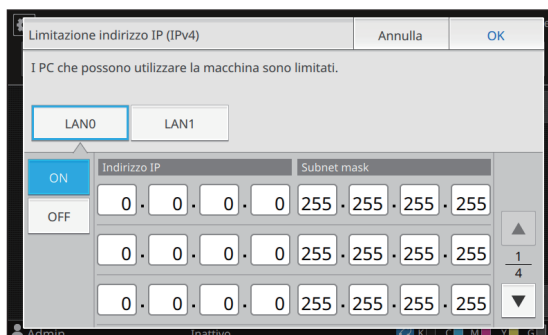 Limitazione indirizzo IP (IPv4) Annulla OK
I PC che possono utilizzare la macchina sono limitati.
LAN0 LAN1
Indirizzo IP Subnet mask
ON
0. 0. 0. 0 255. 255. 255. 255
OFF
0. 0. 0. 0 255. 255. 255. 255
1
4
0. 0. 0. 0 255. 255. 255. 255
Admin Inattivo K C M Y